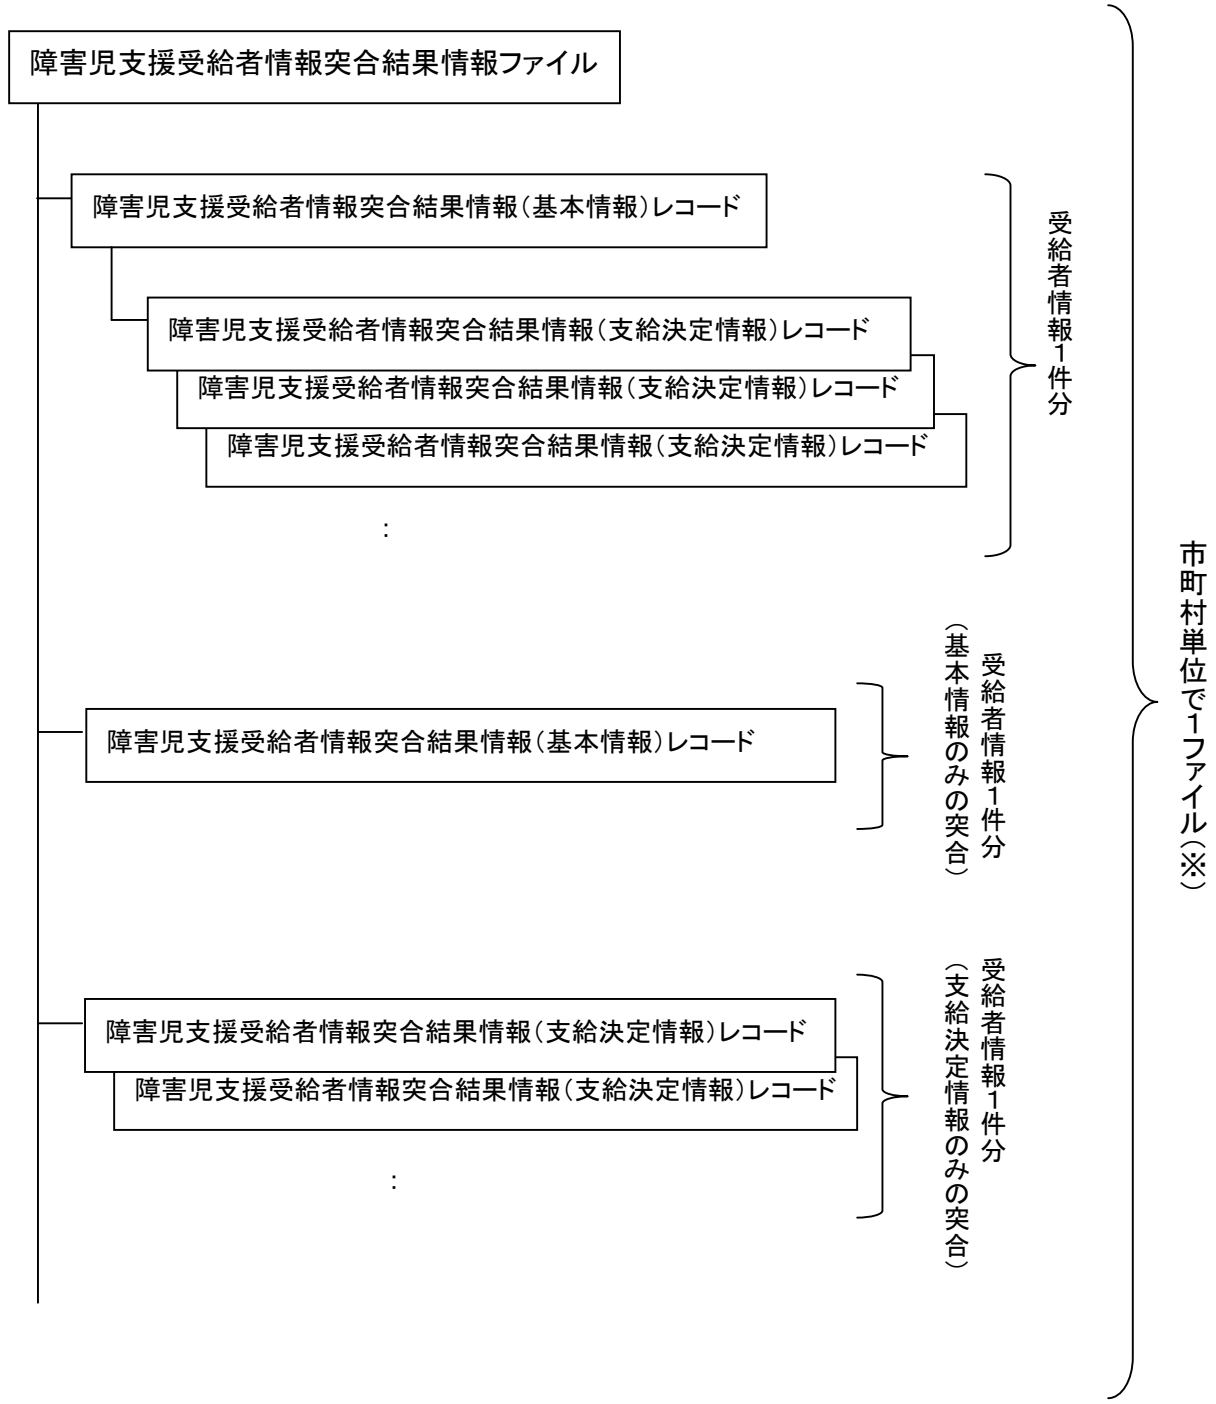 障害児支援受給者情報突合結果情報ファイル
障害児支援受給者情報突合結果情報(基本情報)レコード
障害児支援受給者情報突合結果情報(支給決定情報)レコード
障害児支援受給者情報突合結果情報(支給決定情報)レコード
障害児支援受給者情報突合結果情報(支給決定情報)レコード
:
受給者情報1件分
障害児支援受給者情報突合結果情報(基本情報)レコード
受給者情報1件分
(基本情報のみの突合)
障害児支援受給者情報突合結果情報(支給決定情報)レコード
障害児支援受給者情報突合結果情報(支給決定情報)レコード
:
受給者情報1件分
(支給決定情報のみの突合)
市町村単位で1ファイル(※)